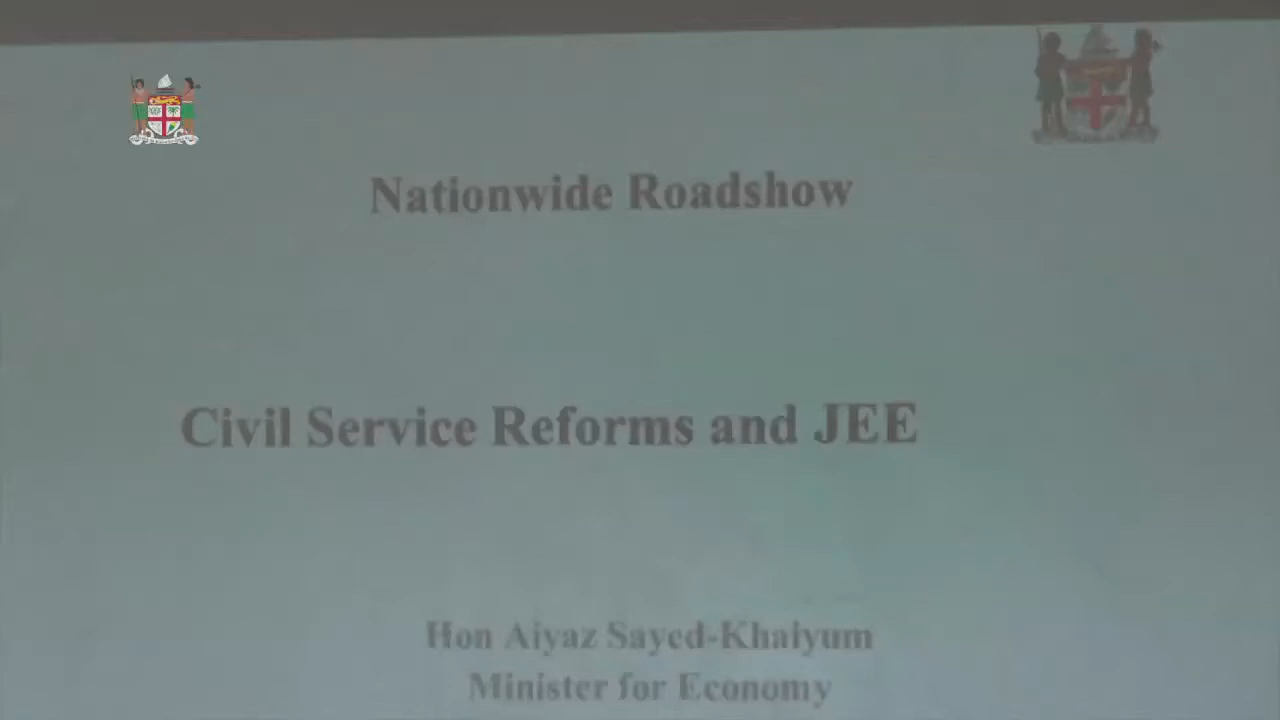 Nationwide Roadshow
Civil Service Reforms and JEE
Hon Aiyaz Sayed-Khaiyum
Minister for Economy